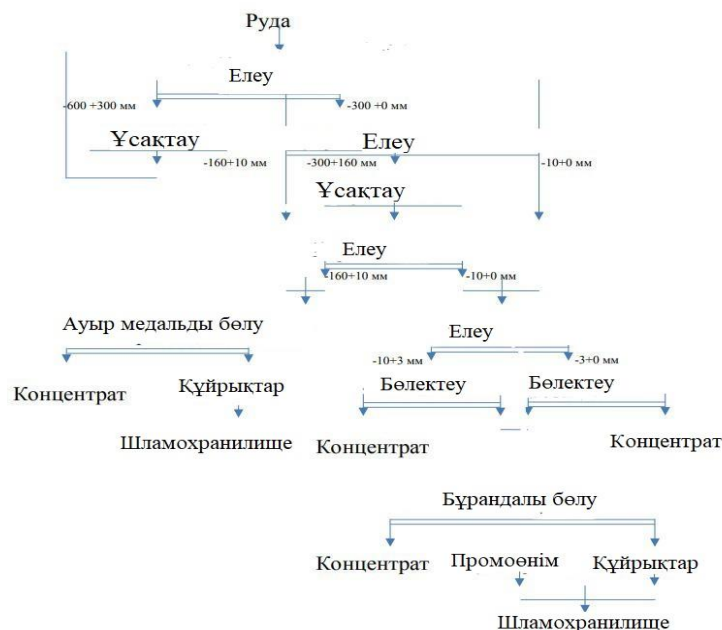 Руда
Елеу
-600 +300 мм
-300 +0 мм
Ұсақтау
Елеу
-160+10 мм
-300+160 мм
-10+0 мм
Ұсақтау
Елеу
-160+10 мм
-10+0 мм
Ауыр медальды бөлу
Елеу
-10+3 мм
-3+0 мм
Концентрат
Құйрықтар
Бөлектеу
Бөлектеу
Шламохранилище
Концентрат
Концентрат
Бұрандалы бөлу
Концентрат
Промоөнім
Құйрықтар
Шламохранилище